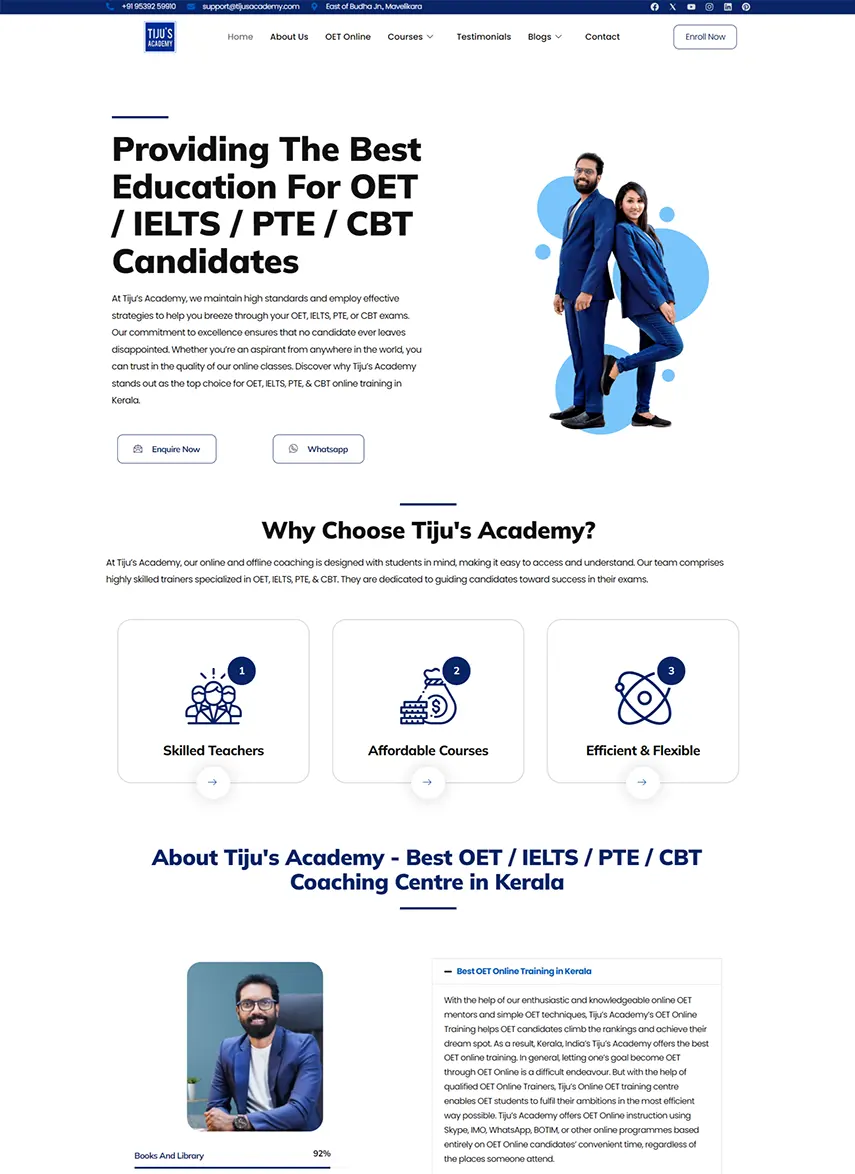 +91 95392 59910 support@tijusacademy.com East of Budha Jn., Mavelikara
TIJU'S
ACADEMY
Home About Us OET Online Courses Testimonials Blogs Contact Enroll Now
Providing The Best
Education For OET
/ IELTS / PTE / CBT
Candidates
At Tiju's Academy, we maintain high standards and employ effective
strategies to help you breeze through your OET, IELTS, PTE, or CBT exams.
Our commitment to excellence ensures that no candidate ever leaves
disappointed. Whether you're an aspirant from anywhere in the world, you
can trust in the quality of our online classes. Discover why Tiju's Academy
stands out as the top choice for OET, IELTS, PTE, & CBT online training in
Kerala.
Enquire Now Whatsapp
Why Choose Tiju's Academy?
At Tiju's Academy, our online and offline coaching is designed with students in mind, making it easy to access and understand. Our team comprises
highly skilled trainers specialized in OET, IELTS, PTE, & CBT. They are dedicated to guiding candidates toward success in their exams.
1
Skilled Teachers
2
Affordable Courses
3
Efficient & Flexible
About Tiju's Academy - Best OET / IELTS / PTE / CBT
Coaching Centre in Kerala
Books And Library 92%
Best OET Online Training in Kerala
With the help of our enthusiastic and knowledgeable online OET
mentors and simple OET techniques, Tiju's Academy's OET Online
Training helps OET candidates climb the rankings and achieve their
dream spot. As a result, Kerala, India's Tiju's Academy offers the best
OET online training. In general, letting one's goal become OET
through OET Online is a difficult endeavour. But with the help of
qualified OET Online Trainers, Tiju's Online OET training centre
enables OET students to fulfil their ambitions in the most efficient
way possible. Tiju's Academy offers OET Online instruction using
Skype, IMO, WhatsApp, BOTIM, or other online programmes based
entirely on OET Online candidates' convenient time, regardless of
the places someone attend.